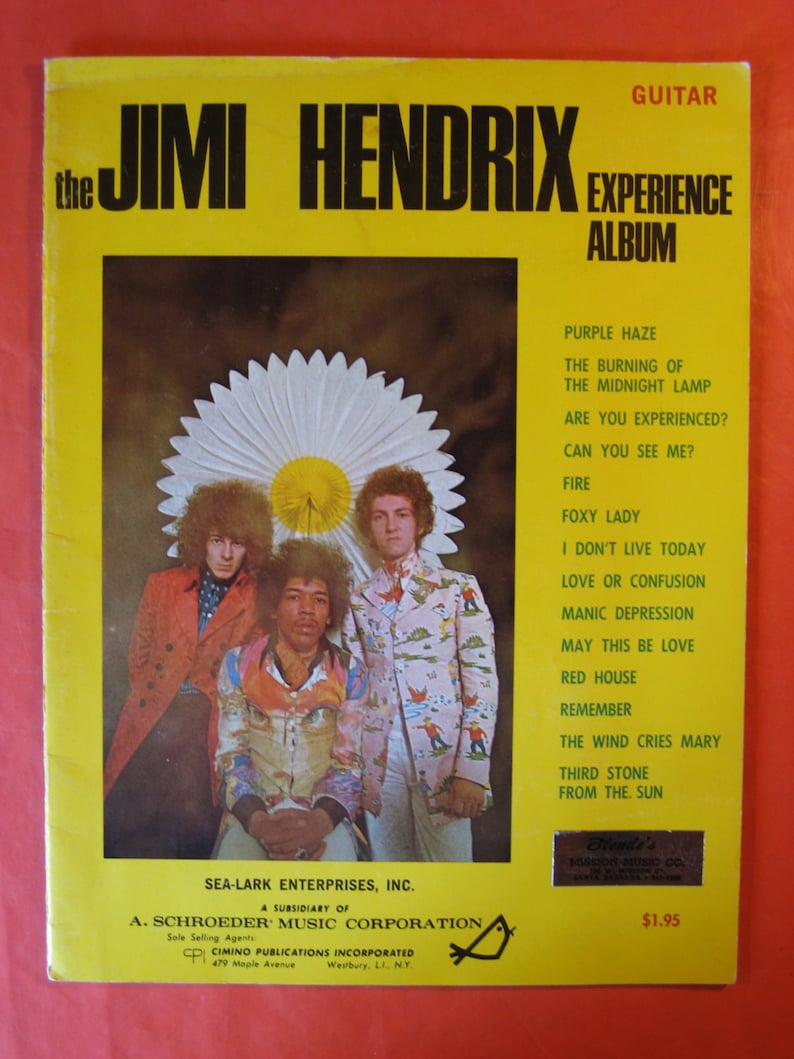 GUITAR
the JIMI HENDRIX EXPERIENCE
ALBUM
PURPLE HAZE
THE BURNING OF
THE MIDNIGHT LAMP
ARE YOU EXPERIENCED?
CAN YOU SEE ME?
FIRE
FOXY LADY
I DON'T LIVE TODAY
LOVE OR CONFUSION
MANIC DEPRESSION
MAY THIS BE LOVE
RED HOUSE
REMEMBER
THE WIND CRIES MARY
THIRD STONE
FROM THE SUN
MISSION MUSIC CO.
SANTA BARBARA
$1.95
SEA-LARK ENTERPRISES, INC.
A SUBSIDIARY OF
A. SCHROEDER MUSIC CORPORATION
Sole Selling Agents:
CPI CIMINO PUBLICATIONS INCORPORATED
479 Maple Avenue Westbury, L.I., N.Y.